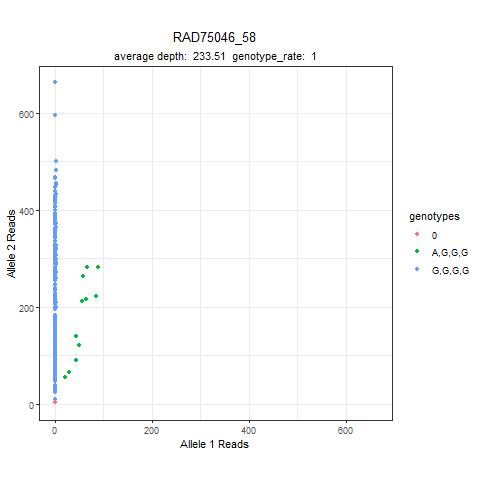 RAD75046_58
average depth:  233.51  genotype_rate:  1
Allele 2 Reads
600
400
200
0
0
200
400
600
Allele 1 Reads
genotypes
0
A,G,G,G
G,G,G,G